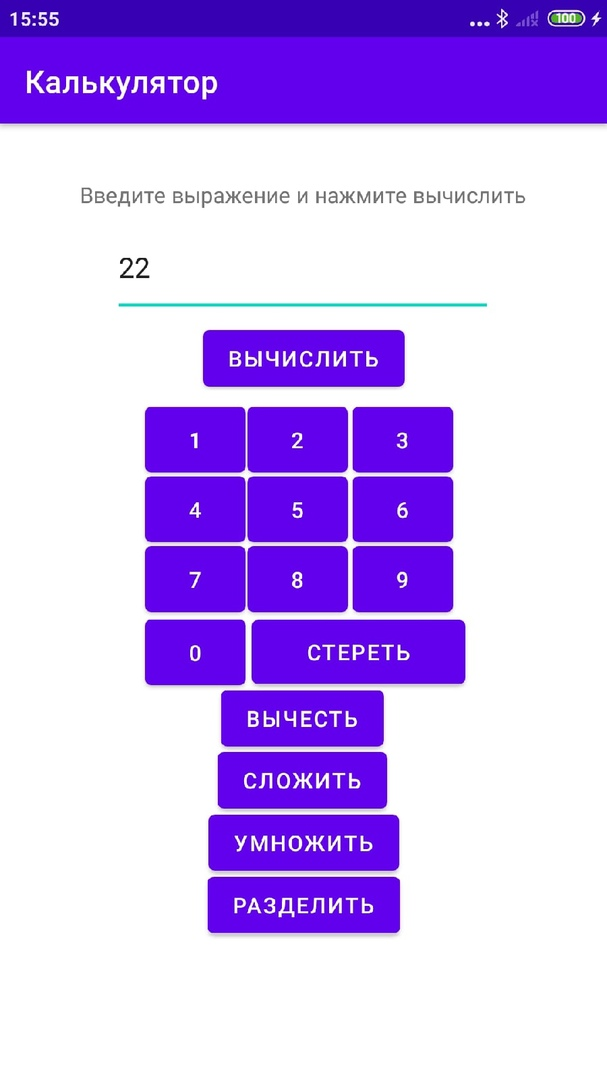 15:55 ... 100
Калькулятор
Введите выражение и нажмите вычислить
22
ВЫЧИСЛИТЬ
1 2 3
4 5 6
7 8 9
0 СТЕРЕТЬ
ВЫЧЕСТЬ
СЛОЖИТЬ
УМНОЖИТЬ
РАЗДЕЛИТЬ